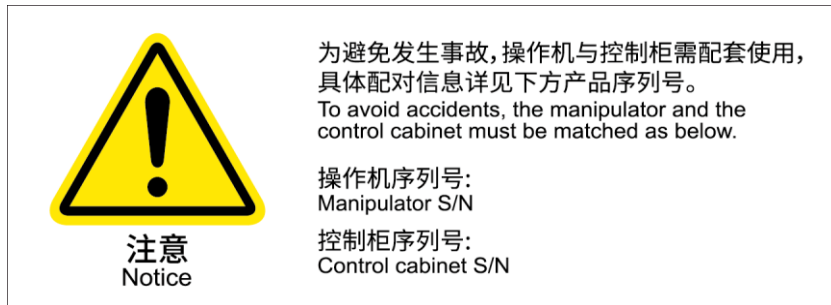 为避免发生事故，操作机与控制柜需配套使用，
具体配对信息详见下方产品序列号。
To avoid accidents, the manipulator and the
control cabinet must be matched as below.
操作机序列号:
Manipulator S/N
控制柜序列号:
Control cabinet S/N
注意
Notice